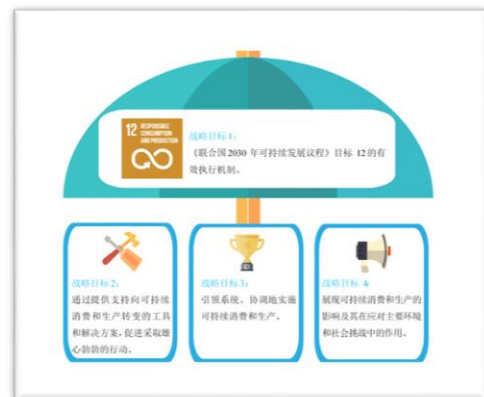 12 RESPONSIBLE
CONSUMPTION
AND PRODUCTION
战略目标 1:
《联合国 2030 年可持续发展议程》目标 12 的有
效执行机制。
战略目标 2:
通过提供支持向可持续
消费和生产转变的工具
和解决方案，促进采取雄
心勃勃的行动。
战略目标 3:
引领系统、协调地实施
可持续消费和生产。
战略目标 4:
展现可持续消费和生产的
影响及其在应对主要环境
和社会挑战中的作用。